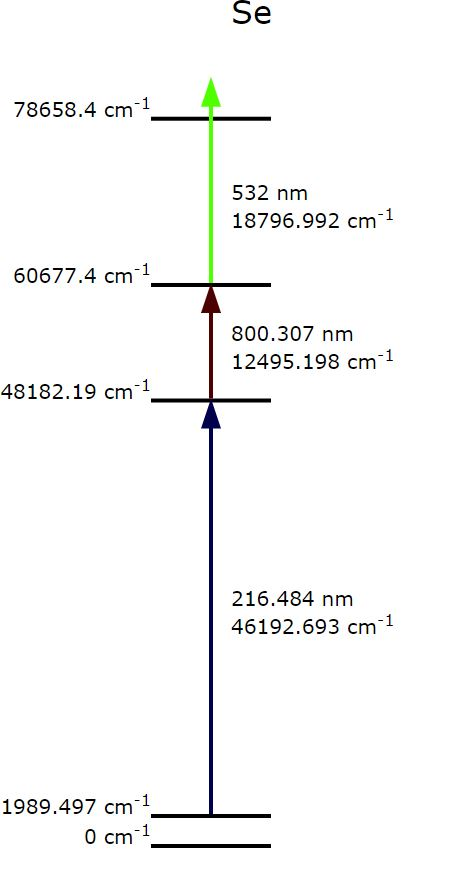 Se
78658.4 cm⁻¹
532 nm
18796.992 cm⁻¹
60677.4 cm⁻¹
800.307 nm
12495.198 cm⁻¹
48182.19 cm⁻¹
216.484 nm
46192.693 cm⁻¹
1989.497 cm⁻¹
0 cm⁻¹